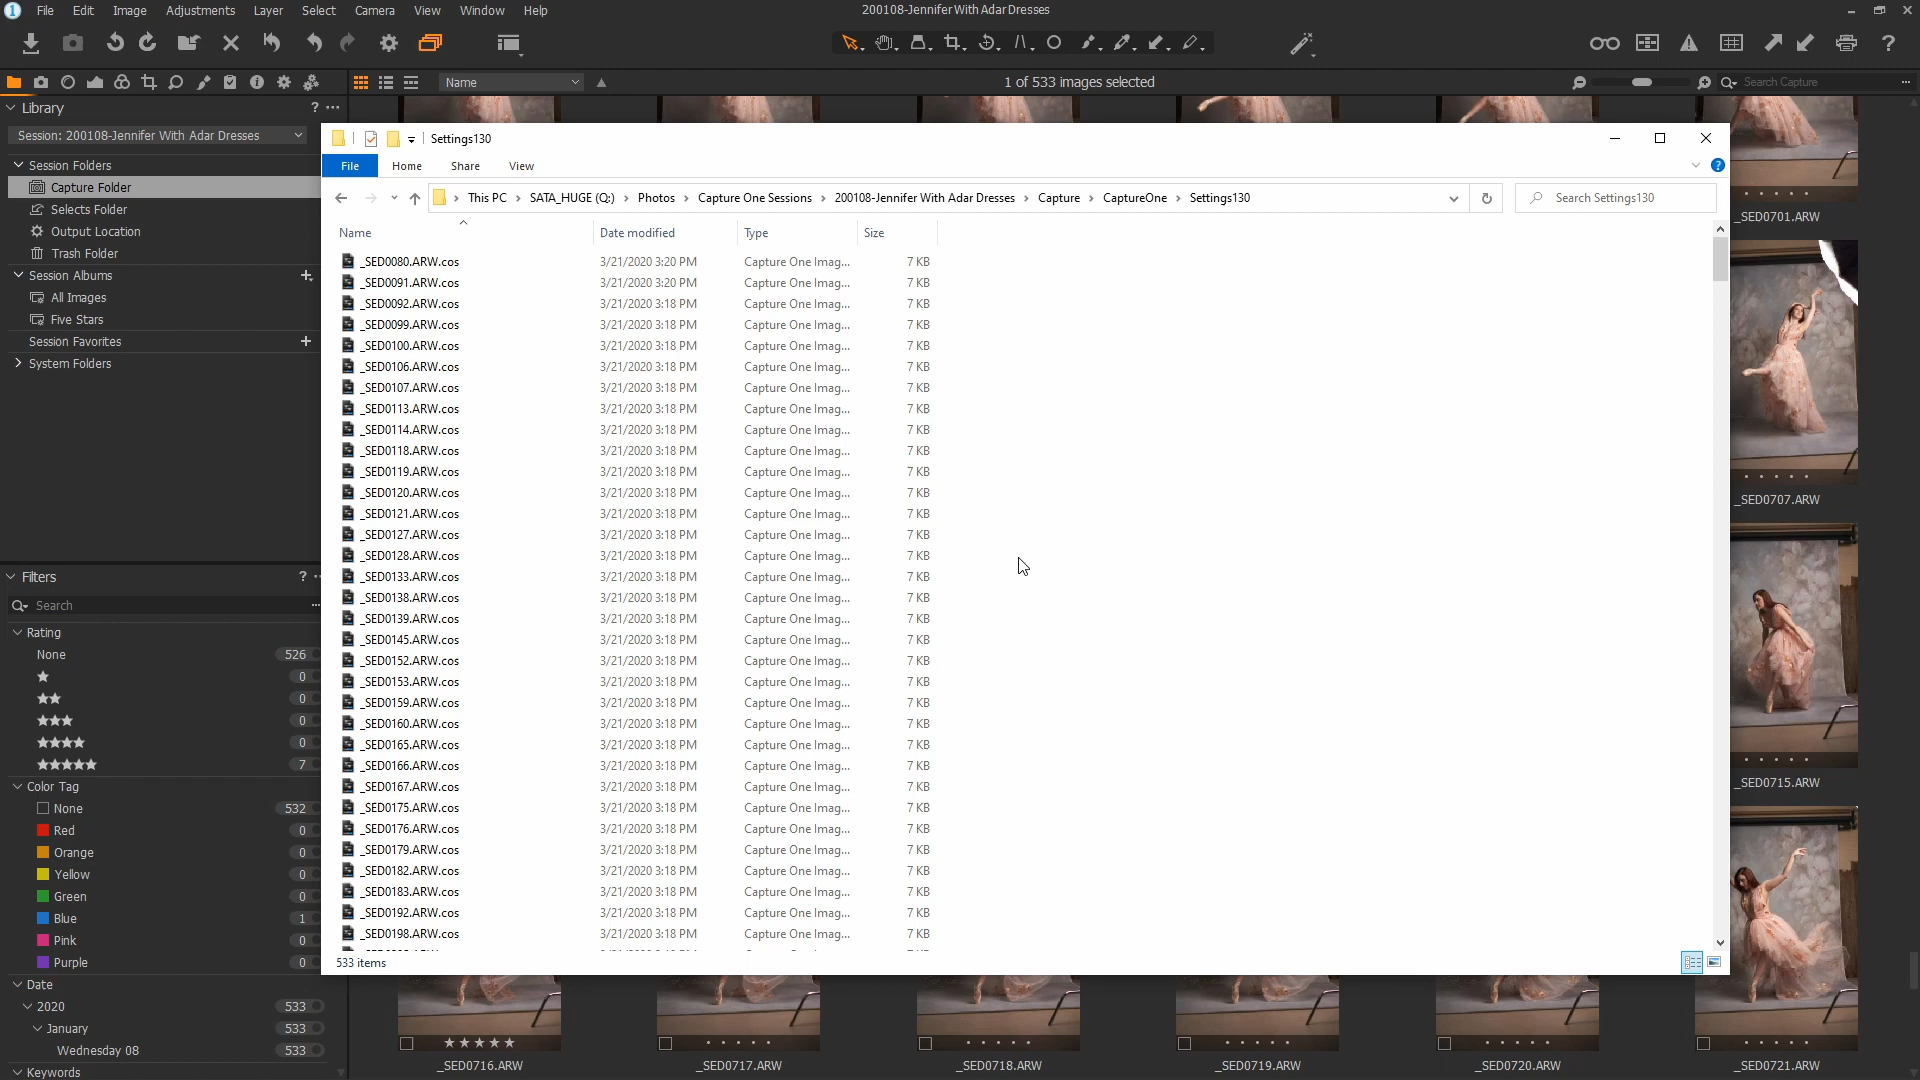 File Edit Image Adjustments Layer Select Camera View Window Help
200108-Jennifer With Adar Dresses
Name
1 of 533 images selected
Search Capture
Library
Session: 200108-Jennifer With Adar Dresses
Session Folders
Capture Folder
Selects Folder
Output Location
Trash Folder
Session Albums
All Images
Five Stars
Session Favorites
System Folders
Filters
Search
Rating
None 526
0
0
0
0
7
Color Tag
None 532
Red 0
Orange 0
Yellow 0
Green 0
Blue 1
Pink 0
Purple 0
Date
2020 533
January 533
Wednesday 08 533
Keywords
Settings130
File Home Share View
This PC > SATA_HUGE (Q:) > Photos > Capture One Sessions > 200108-Jennifer With Adar Dresses > Capture > CaptureOne > Settings130
Search Settings130
Name Date modified Type Size
_SED0080.ARW.cos 3/21/2020 3:20 PM Capture One Imag... 7 KB
_SED0091.ARW.cos 3/21/2020 3:20 PM Capture One Imag... 7 KB
_SED0092.ARW.cos 3/21/2020 3:18 PM Capture One Imag... 7 KB
_SED0099.ARW.cos 3/21/2020 3:18 PM Capture One Imag... 7 KB
_SED0100.ARW.cos 3/21/2020 3:18 PM Capture One Imag... 7 KB
_SED0106.ARW.cos 3/21/2020 3:18 PM Capture One Imag... 7 KB
_SED0107.ARW.cos 3/21/2020 3:18 PM Capture One Imag... 7 KB
_SED0113.ARW.cos 3/21/2020 3:18 PM Capture One Imag... 7 KB
_SED0114.ARW.cos 3/21/2020 3:18 PM Capture One Imag... 7 KB
_SED0118.ARW.cos 3/21/2020 3:18 PM Capture One Imag... 7 KB
_SED0119.ARW.cos 3/21/2020 3:18 PM Capture One Imag... 7 KB
_SED0120.ARW.cos 3/21/2020 3:18 PM Capture One Imag... 7 KB
_SED0121.ARW.cos 3/21/2020 3:18 PM Capture One Imag... 7 KB
_SED0127.ARW.cos 3/21/2020 3:18 PM Capture One Imag... 7 KB
_SED0128.ARW.cos 3/21/2020 3:18 PM Capture One Imag... 7 KB
_SED0133.ARW.cos 3/21/2020 3:18 PM Capture One Imag... 7 KB
_SED0138.ARW.cos 3/21/2020 3:18 PM Capture One Imag... 7 KB
_SED0139.ARW.cos 3/21/2020 3:18 PM Capture One Imag... 7 KB
_SED0145.ARW.cos 3/21/2020 3:18 PM Capture One Imag... 7 KB
_SED0152.ARW.cos 3/21/2020 3:18 PM Capture One Imag... 7 KB
_SED0153.ARW.cos 3/21/2020 3:18 PM Capture One Imag... 7 KB
_SED0159.ARW.cos 3/21/2020 3:18 PM Capture One Imag... 7 KB
_SED0160.ARW.cos 3/21/2020 3:18 PM Capture One Imag... 7 KB
_SED0165.ARW.cos 3/21/2020 3:18 PM Capture One Imag... 7 KB
_SED0166.ARW.cos 3/21/2020 3:18 PM Capture One Imag... 7 KB
_SED0167.ARW.cos 3/21/2020 3:18 PM Capture One Imag... 7 KB
_SED0175.ARW.cos 3/21/2020 3:18 PM Capture One Imag... 7 KB
_SED0176.ARW.cos 3/21/2020 3:18 PM Capture One Imag... 7 KB
_SED0179.ARW.cos 3/21/2020 3:18 PM Capture One Imag... 7 KB
_SED0182.ARW.cos 3/21/2020 3:18 PM Capture One Imag... 7 KB
_SED0183.ARW.cos 3/21/2020 3:18 PM Capture One Imag... 7 KB
_SED0192.ARW.cos 3/21/2020 3:18 PM Capture One Imag... 7 KB
_SED0198.ARW.cos 3/21/2020 3:18 PM Capture One Imag... 7 KB
533 items
_SED0701.ARW
_SED0707.ARW
_SED0715.ARW
_SED0716.ARW _SED0717.ARW _SED0718.ARW _SED0719.ARW _SED0720.ARW _SED0721.ARW